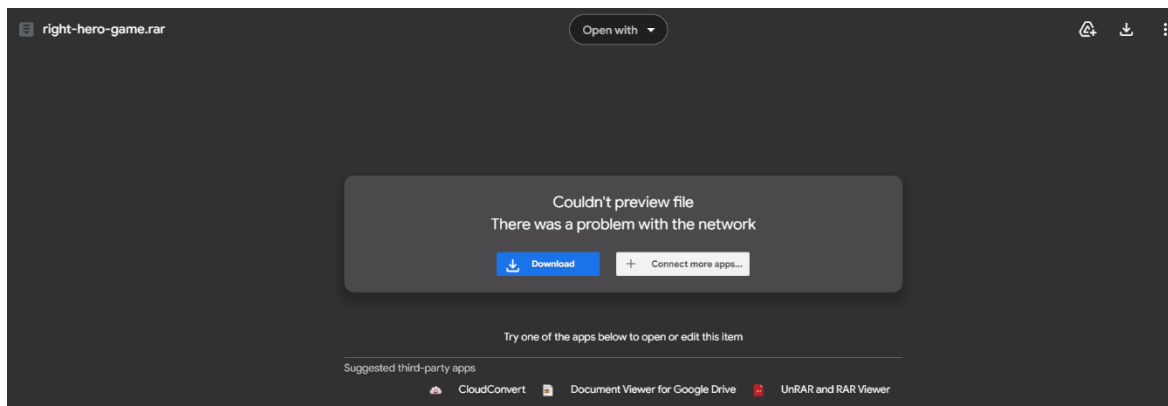 right-hero-game.rar
Open with
Couldn't preview file
There was a problem with the network
Download
Connect more apps...
Try one of the apps below to open or edit this item
Suggested third-party apps
CloudConvert Document Viewer for Google Drive UnRAR and RAR Viewer